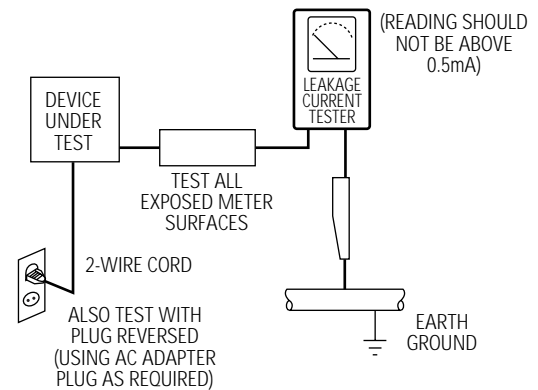 (READING SHOULD
NOT BE ABOVE
0.5mA)
LEAKAGE
CURRENT
TESTER
DEVICE
UNDER
TEST
TEST ALL
EXPOSED METER
SURFACES
2-WIRE CORD
ALSO TEST WITH
PLUG REVERSED
(USING AC ADAPTER
PLUG AS REQUIRED)
EARTH
GROUND